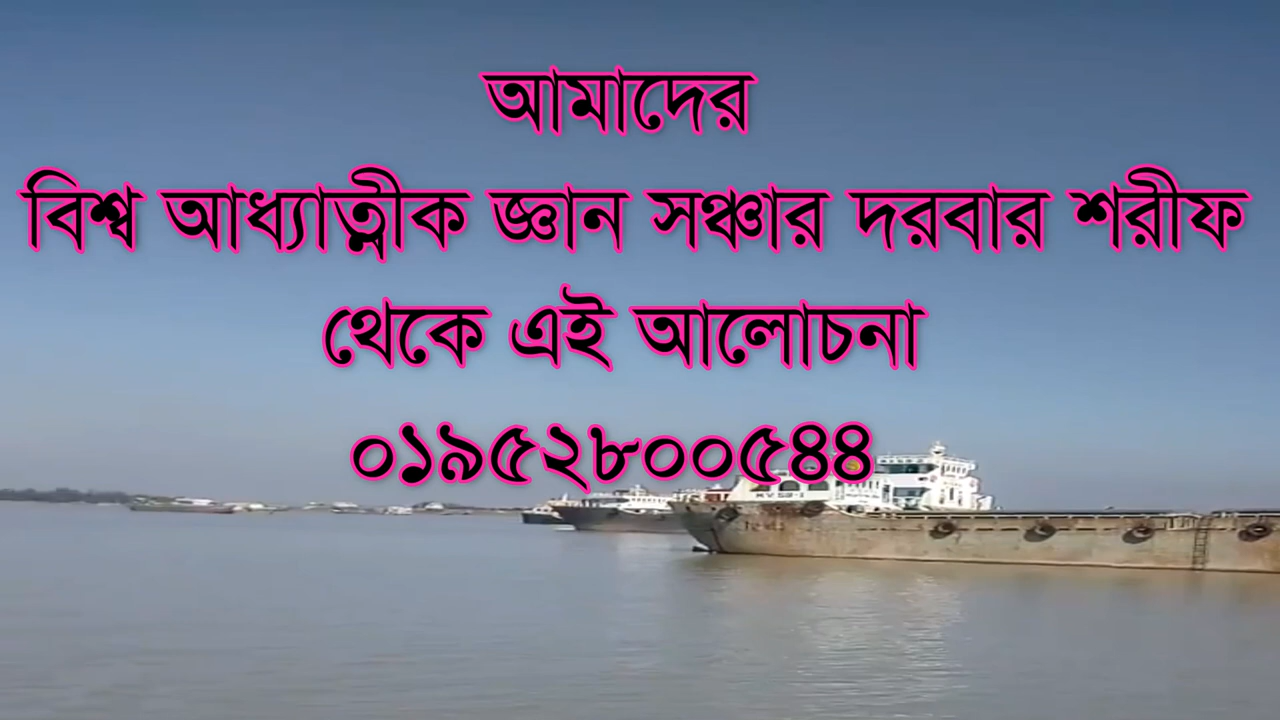 আমাদের
বিশ্ব আধ্যাত্নীক জ্ঞান সঞ্চার দরবার শরীফ
থেকে এই আলোচনা
০১৯৫২৮০০৫৪৪